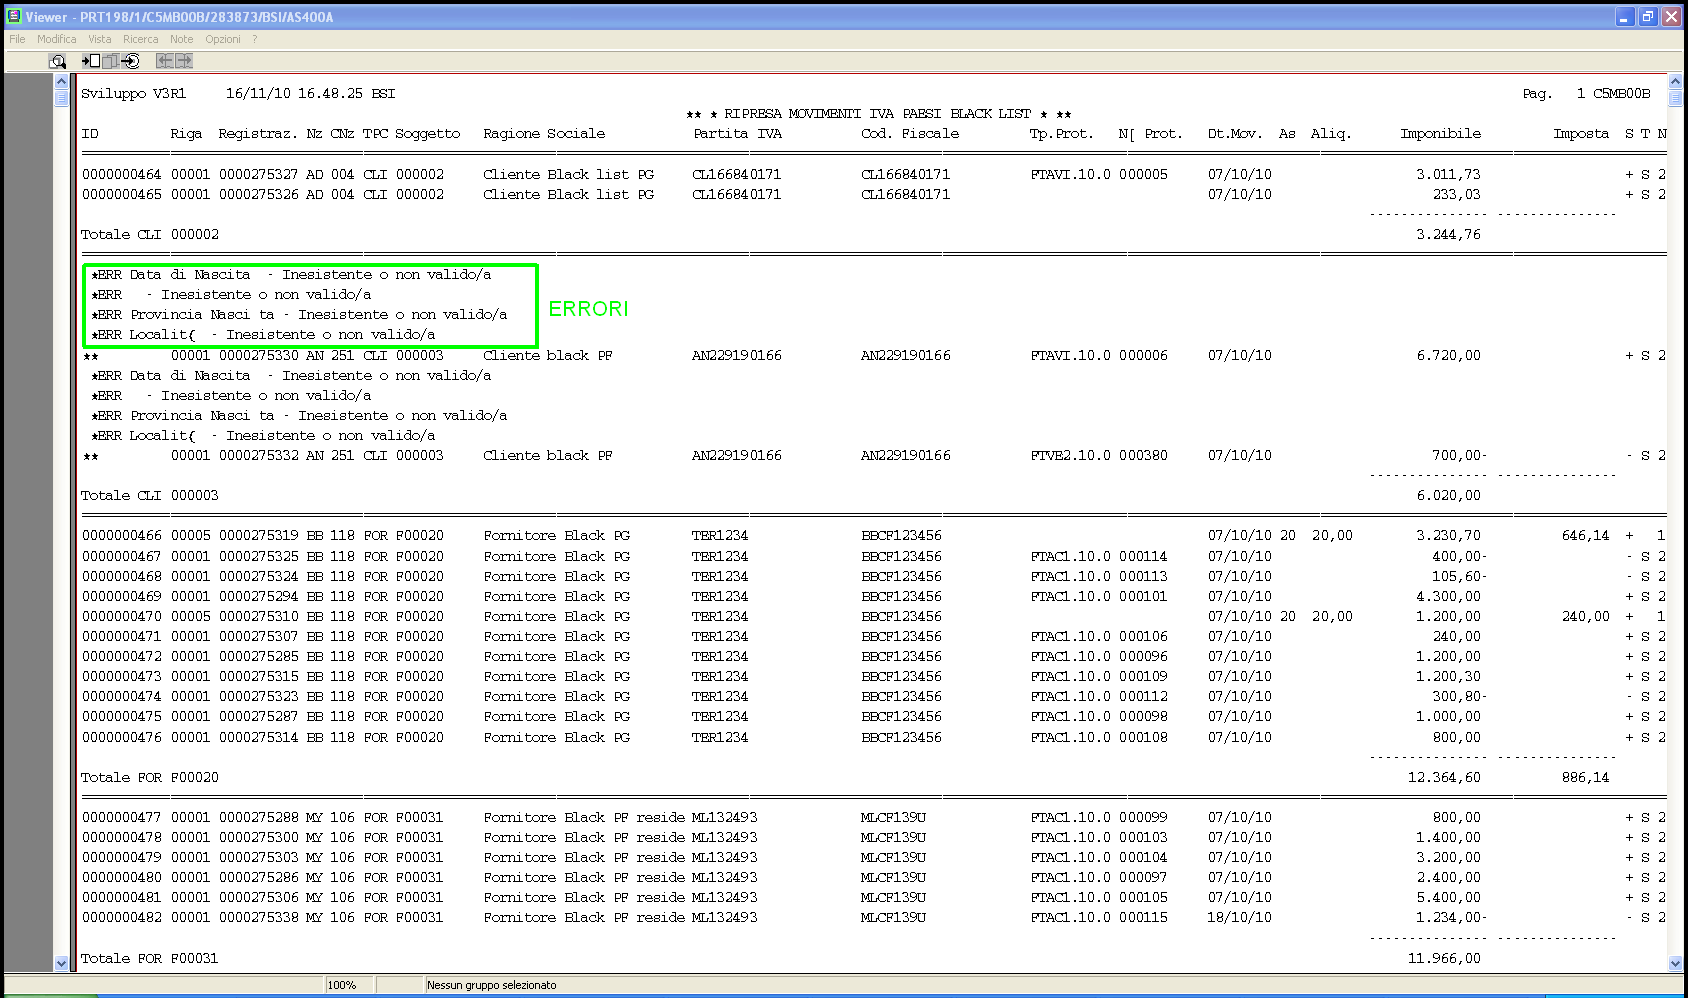 Viewer - PRT198/1/C5MB00B/283873/BSI/AS400A
File Modifica Vista Ricerca Note Opzioni ?
Sviluppo V3R1 16/11/10 16.48.25 BSI Pag. 1 C5MB00B
** * RIPRESA MOVIMENTI IVA PAESI BLACK LIST * **
ID Riga Registraz. Nz CNz TPC Soggetto Ragione Sociale Partita IVA Cod. Fiscale Tp.Prot. N[ Prot. Dt.Mov. As Aliq. Imponibile Imposta S T N
0000000464 00001 0000275327 AD 004 CLI 000002 Cliente Black list PG CL166840171 CL166840171 FTAVI.10.0 000005 07/10/10 3.011,73 + S 2
0000000465 00001 0000275326 AD 004 CLI 000002 Cliente Black list PG CL166840171 CL166840171 07/10/10 233,03 + S 2
--------------- ---------------
Totale CLI 000002 3.244,76
*ERR Data di Nascita - Inesistente o non valido/a
*ERR - Inesistente o non valido/a
*ERR Provincia Nasci ta - Inesistente o non valido/a
ERRORI
*ERR Localit{ - Inesistente o non valido/a
** 00001 0000275330 AN 251 CLI 000003 Cliente black PF AN229190166 AN229190166 FTAVI.10.0 000006 07/10/10 6.720,00 + S 2
*ERR Data di Nascita - Inesistente o non valido/a
*ERR - Inesistente o non valido/a
*ERR Provincia Nasci ta - Inesistente o non valido/a
*ERR Localit{ - Inesistente o non valido/a
** 00001 0000275332 AN 251 CLI 000003 Cliente black PF AN229190166 AN229190166 FTVE2.10.0 000380 07/10/10 700,00- - S 2
--------------- ---------------
Totale CLI 000003 6.020,00
0000000466 00005 0000275319 BB 118 FOR F00020 Fornitore Black PG TER1234 BBCF123456 07/10/10 20 20,00 3.230,70 646,14 + 1
0000000467 00001 0000275325 BB 118 FOR F00020 Fornitore Black PG TER1234 BBCF123456 FTAC1.10.0 000114 07/10/10 400,00- - S 2
0000000468 00001 0000275324 BB 118 FOR F00020 Fornitore Black PG TER1234 BBCF123456 FTAC1.10.0 000113 07/10/10 105,60- - S 2
0000000469 00001 0000275294 BB 118 FOR F00020 Fornitore Black PG TER1234 BBCF123456 FTAC1.10.0 000101 07/10/10 4.300,00 + S 2
0000000470 00005 0000275310 BB 118 FOR F00020 Fornitore Black PG TER1234 BBCF123456 07/10/10 20 20,00 1.200,00 240,00 + 1
0000000471 00001 0000275307 BB 118 FOR F00020 Fornitore Black PG TER1234 BBCF123456 FTAC1.10.0 000106 07/10/10 240,00 + S 2
0000000472 00001 0000275285 BB 118 FOR F00020 Fornitore Black PG TER1234 BBCF123456 FTAC1.10.0 000096 07/10/10 1.200,00 + S 2
0000000473 00001 0000275315 BB 118 FOR F00020 Fornitore Black PG TER1234 BBCF123456 FTAC1.10.0 000109 07/10/10 1.200,30 + S 2
0000000474 00001 0000275323 BB 118 FOR F00020 Fornitore Black PG TER1234 BBCF123456 FTAC1.10.0 000112 07/10/10 300,80- - S 2
0000000475 00001 0000275287 BB 118 FOR F00020 Fornitore Black PG TER1234 BBCF123456 FTAC1.10.0 000098 07/10/10 1.000,00 + S 2
0000000476 00001 0000275314 BB 118 FOR F00020 Fornitore Black PG TER1234 BBCF123456 FTAC1.10.0 000108 07/10/10 800,00 + S 2
--------------- ---------------
Totale FOR F00020 12.364,60 886,14
0000000477 00001 0000275288 MY 106 FOR F00031 Fornitore Black PF reside ML132493 MLCF139U FTAC1.10.0 000099 07/10/10 800,00 + S 2
0000000478 00001 0000275300 MY 106 FOR F00031 Fornitore Black PF reside ML132493 MLCF139U FTAC1.10.0 000103 07/10/10 1.400,00 + S 2
0000000479 00001 0000275303 MY 106 FOR F00031 Fornitore Black PF reside ML132493 MLCF139U FTAC1.10.0 000104 07/10/10 3.200,00 + S 2
0000000480 00001 0000275286 MY 106 FOR F00031 Fornitore Black PF reside ML132493 MLCF139U FTAC1.10.0 000097 07/10/10 2.400,00 + S 2
0000000481 00001 0000275306 MY 106 FOR F00031 Fornitore Black PF reside ML132493 MLCF139U FTAC1.10.0 000105 07/10/10 5.400,00 + S 2
0000000482 00001 0000275338 MY 106 FOR F00031 Fornitore Black PF reside ML132493 MLCF139U FTAC1.10.0 000115 18/10/10 1.234,00- - S 2
--------------- ---------------
Totale FOR F00031 11.966,00
100% Nessun gruppo selezionato